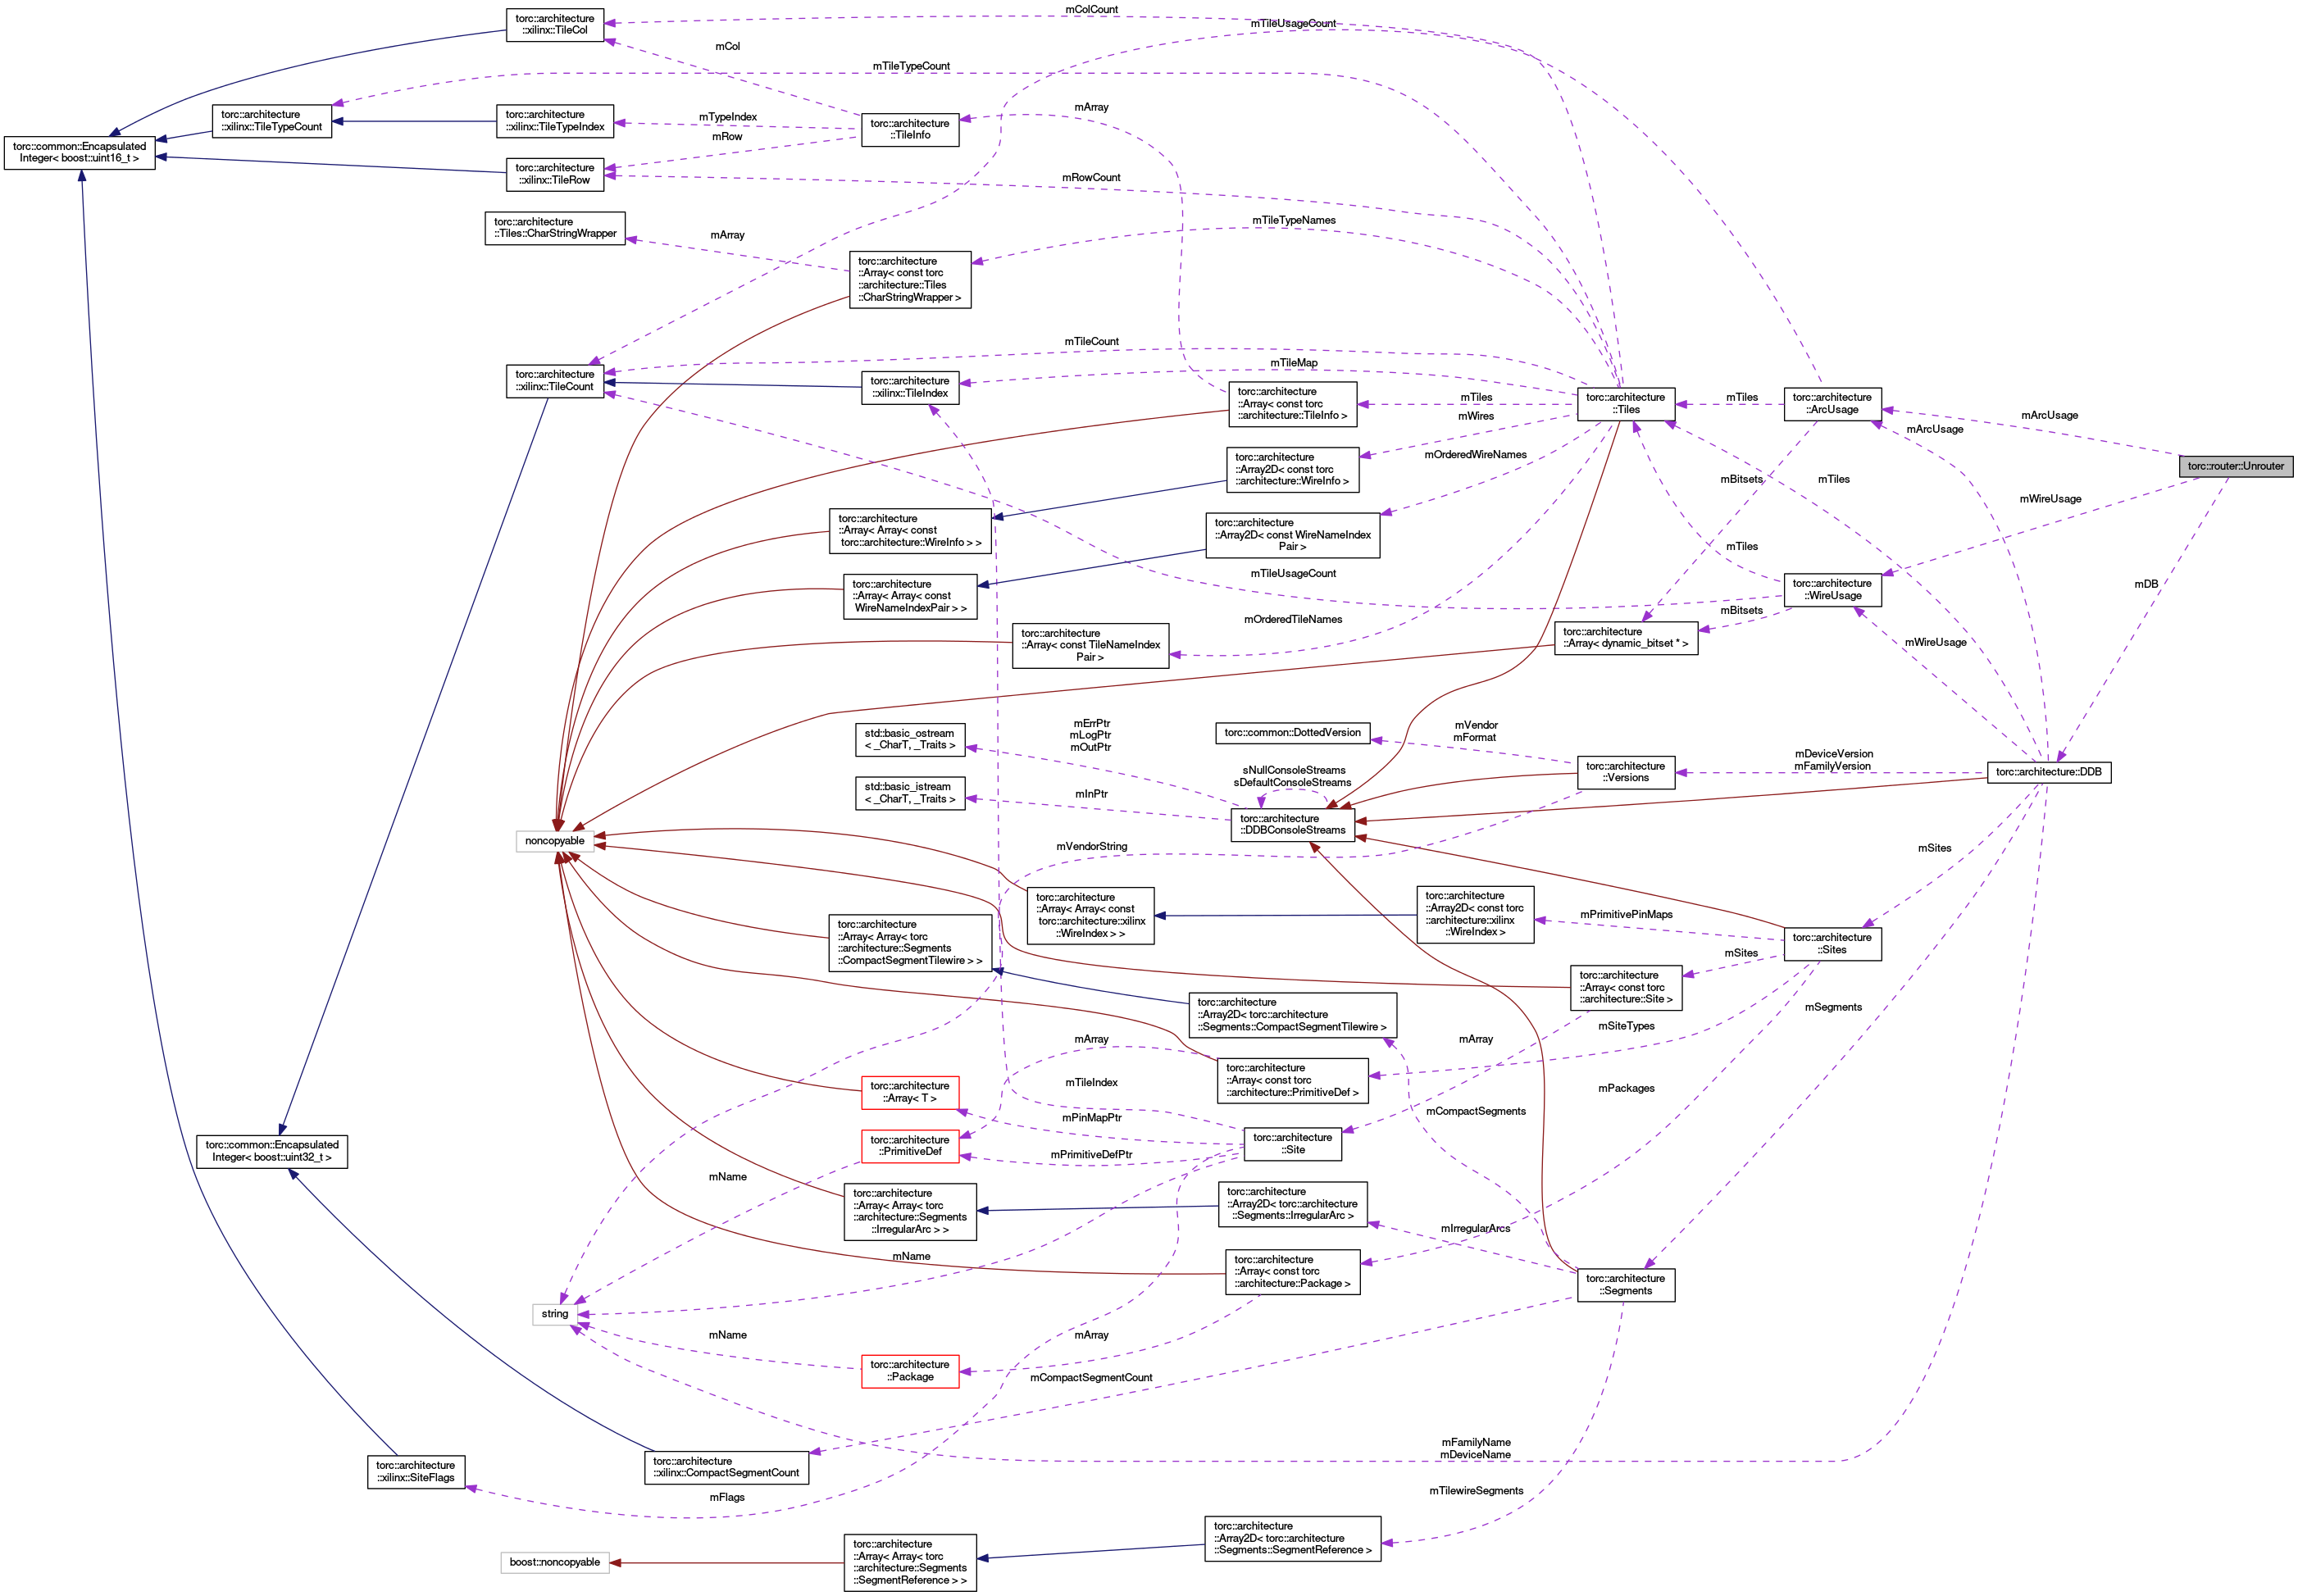 torc::architecture
::xilinx::TileCol
mColCount
mTileUsageCount
mCol
mTileTypeCount
torc::architecture
::xilinx::TileTypeCount
torc::architecture
::xilinx::TileTypeIndex
mTypeIndex
mRow
torc::architecture
::TileInfo
mArray
torc::common::Encapsulated
Integer< boost::uint16_t >
torc::architecture
::xilinx::TileRow
mRowCount
torc::architecture
::Tiles::CharStringWrapper
mArray
mTileTypeNames
torc::architecture
::Array< const torc
::architecture::Tiles
::CharStringWrapper >
torc::architecture
::xilinx::TileCount
mTileCount
mTileMap
torc::architecture
::xilinx::TileIndex
torc::architecture
::Array< const torc
::architecture::TileInfo >
mTiles
mWires
torc::architecture
::Tiles
mTiles
torc::architecture
::ArcUsage
mArcUsage
mArcUsage
torc::router::Unrouter
mOrderedWireNames
torc::architecture
::Array2D< const torc
::architecture::WireInfo >
mBitsets
mTiles
mWireUsage
torc::architecture
::Array< Array< const
torc::architecture::WireInfo > >
torc::architecture
::Array2D< const WireNameIndex
Pair >
mTiles
torc::architecture
::Array< Array< const
WireNameIndexPair > >
mTileUsageCount
torc::architecture
::WireUsage
mDB
mOrderedTileNames
mBitsets
torc::architecture
::Array< const TileNameIndex
Pair >
torc::architecture
::Array< dynamic_bitset * >
mWireUsage
std::basic_ostream
< _CharT, _Traits >
mErrPtr
mLogPtr
mOutPtr
torc::common::DottedVersion
mVendor
mFormat
torc::architecture
::Versions
mDeviceVersion
mFamilyVersion
torc::architecture::DDB
std::basic_istream
< _CharT, _Traits >
mInPtr
sNullConsoleStreams
sDefaultConsoleStreams
torc::architecture
::DDBConsoleStreams
noncopyable
mVendorString
mSites
torc::architecture
::Array< Array< const
torc::architecture::xilinx
::WireIndex > >
torc::architecture
::Array2D< const torc
::architecture::xilinx
::WireIndex >
mPrimitivePinMaps
torc::architecture
::Sites
torc::architecture
::Array< Array< torc
::architecture::Segments
::CompactSegmentTilewire > >
mSites
torc::architecture
::Array< const torc
::architecture::Site >
torc::architecture
::Array2D< torc::architecture
::Segments::CompactSegmentTilewire >
mSegments
mSiteTypes
mArray
mArray
torc::architecture
::Array< const torc
::architecture::PrimitiveDef >
mTileIndex
torc::architecture
::Array< T >
mPackages
mPinMapPtr
mCompactSegments
torc::common::Encapsulated
Integer< boost::uint32_t >
torc::architecture
::PrimitiveDef
mPrimitiveDefPtr
torc::architecture
::Site
mName
torc::architecture
::Array< Array< torc
::architecture::Segments
::IrregularArc > >
torc::architecture
::Array2D< torc::architecture
::Segments::IrregularArc >
mIrregularArcs
mName
torc::architecture
::Array< const torc
::architecture::Package >
torc::architecture
::Segments
string
mName
mArray
torc::architecture
::Package
mCompactSegmentCount
mFamilyName
mDeviceName
torc::architecture
::xilinx::SiteFlags
torc::architecture
::xilinx::CompactSegmentCount
mFlags
mTilewireSegments
boost::noncopyable
torc::architecture
::Array< Array< torc
::architecture::Segments
::SegmentReference > >
torc::architecture
::Array2D< torc::architecture
::Segments::SegmentReference >